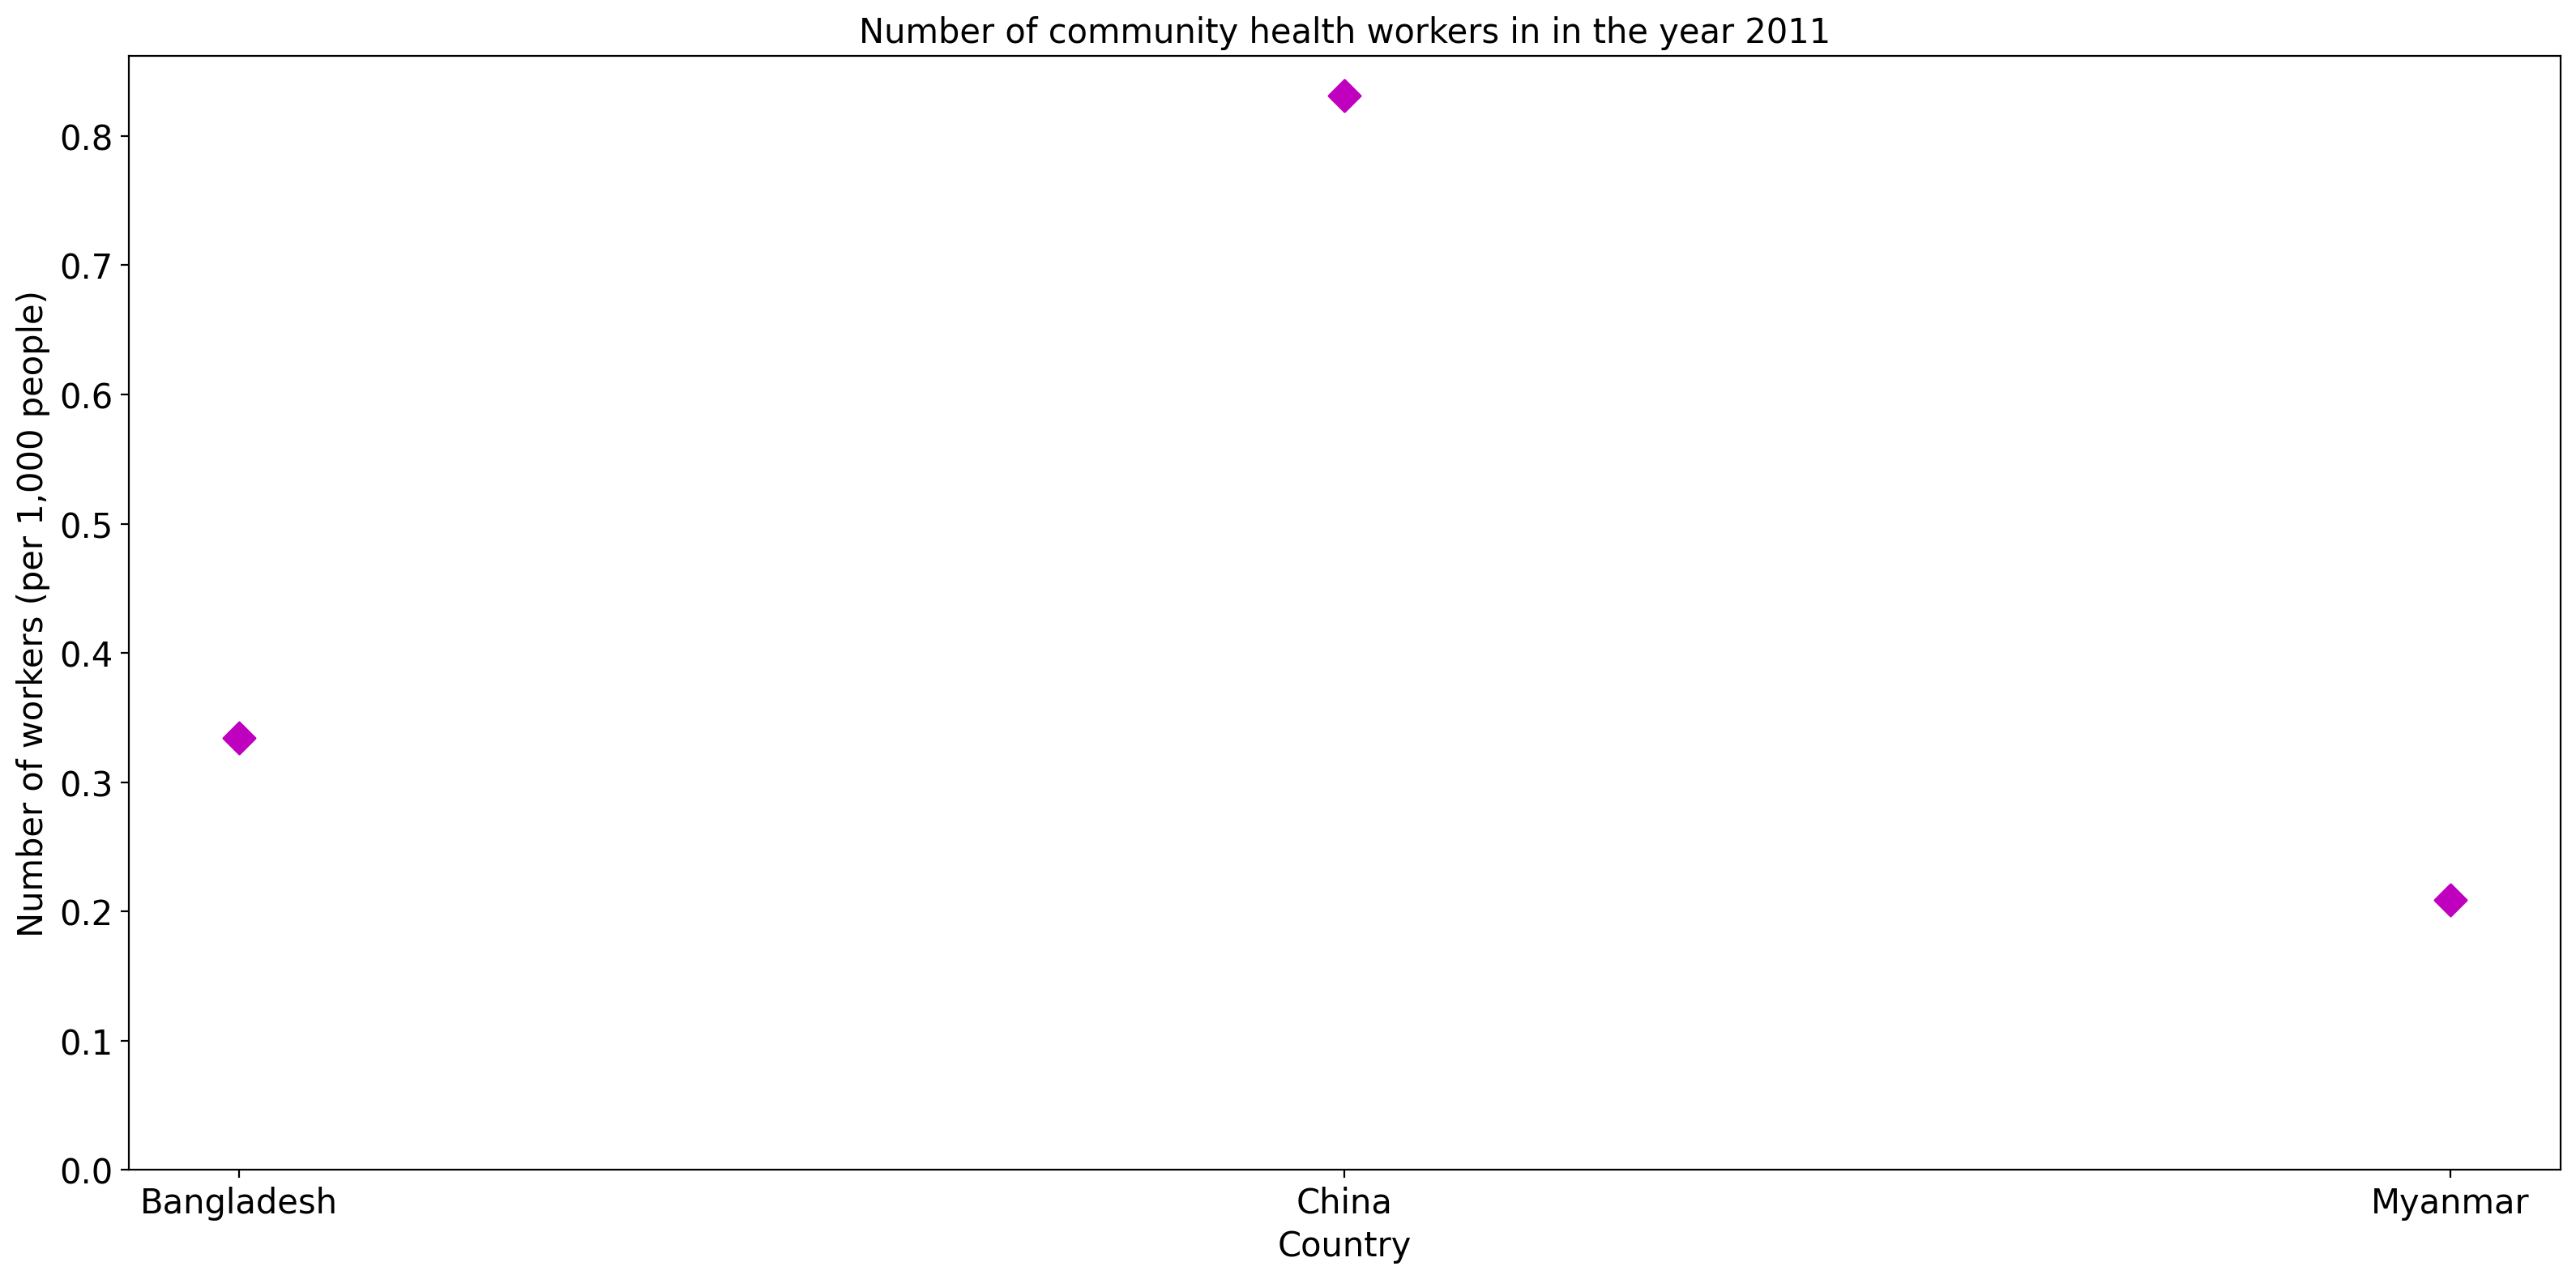 Number of community health workers in in the year 2011
Number of workers (per 1,000 people)
0.8
0.7
0.6
0.5
0.4
0.3
0.2
0.1
0.0
Bangladesh
China
Myanmar
Country